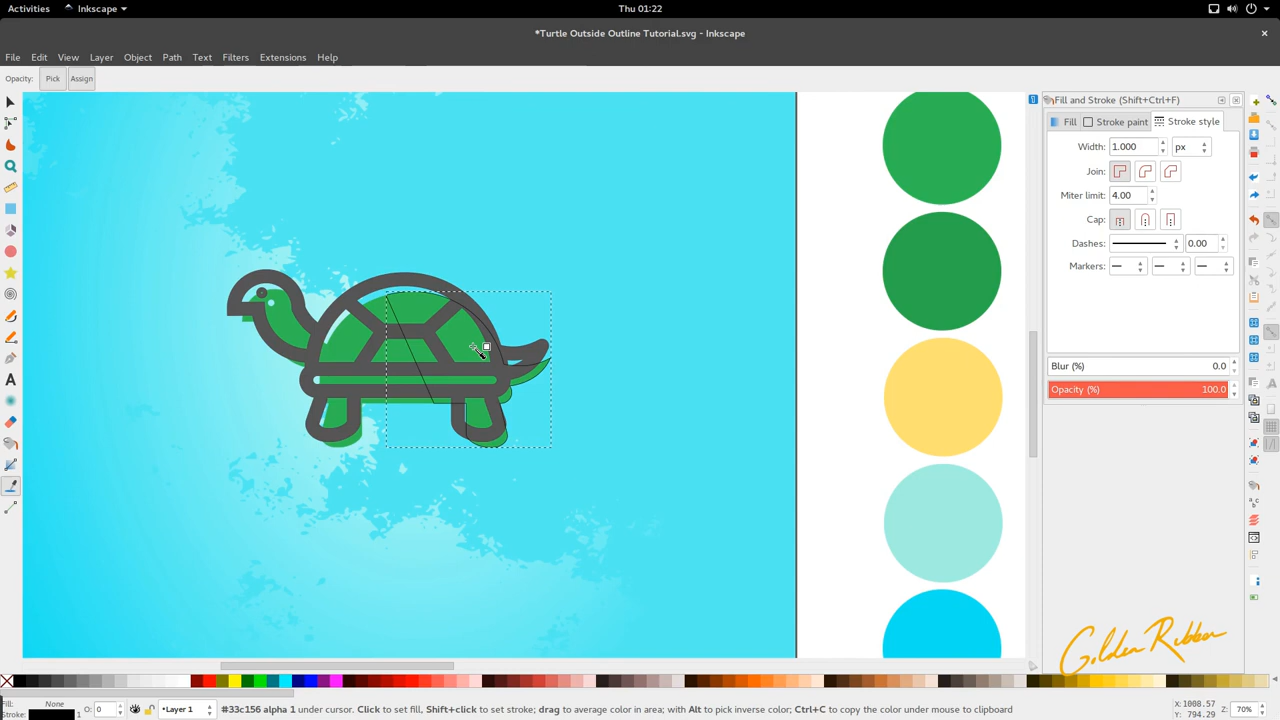 Activities
Inkscape
Thu 01:22
*Turtle Outside Outline Tutorial.svg - Inkscape
File Edit View Layer Object Path Text Filters Extensions Help
Opacity: Pick Assign
Fill and Stroke (Shift+Ctrl+F)
Fill Stroke paint Stroke style
Width: 1.000 px
Join:
Miter limit: 4.00
Cap:
Dashes: 0.00
Markers:
Blur (%) 0.0
Opacity (%) 100.0
Golden Ribbon
Fill: None
Stroke: 1
O: 0
•Layer 1
#33c156 alpha 1 under cursor. Click to set fill, Shift+click to set stroke; drag to average color in area; with Alt to pick inverse color; Ctrl+C to copy the color under mouse to clipboard
X: 1008.57
Y: 794.29
Z: 70%